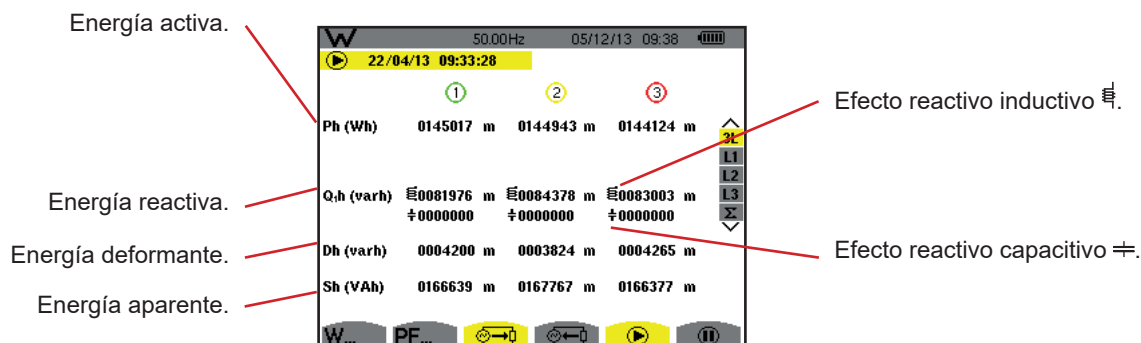 Energía activa.
50.00Hz 05/12/13 09:38
22/04/13 09:33:28
1 2 3
Ph (Wh) 0145017 m 0144943 m 0144124 m
Efecto reactivo inductivo
3L
L1
L2
L3
Σ
Energía reactiva.
Q₁h (varh) 0081976 m 0084378 m 0083003 m
0000000 0000000 0000000
Energía deformante.
Dh (varh) 0004200 m 0003824 m 0004265 m
Efecto reactivo capacitivo
Energía aparente.
Sh (VAh) 0166639 m 0167767 m 0166377 m
W... PF...